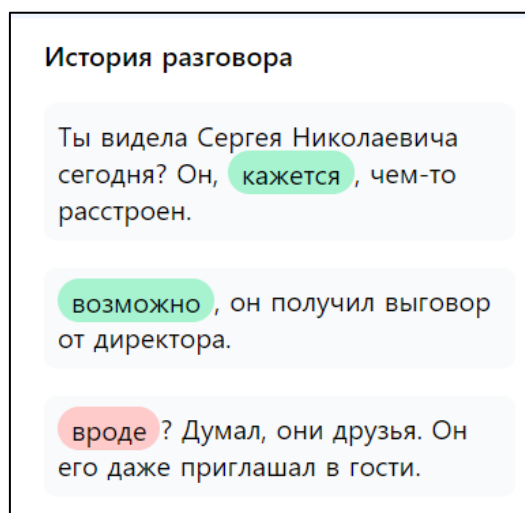 История разговора
Ты видела Сергея Николаевича
сегодня? Он, кажется, чем-то
расстроен.
возможно, он получил выговор
от директора.
вроде? Думал, они друзья. Он
его даже приглашал в гости.